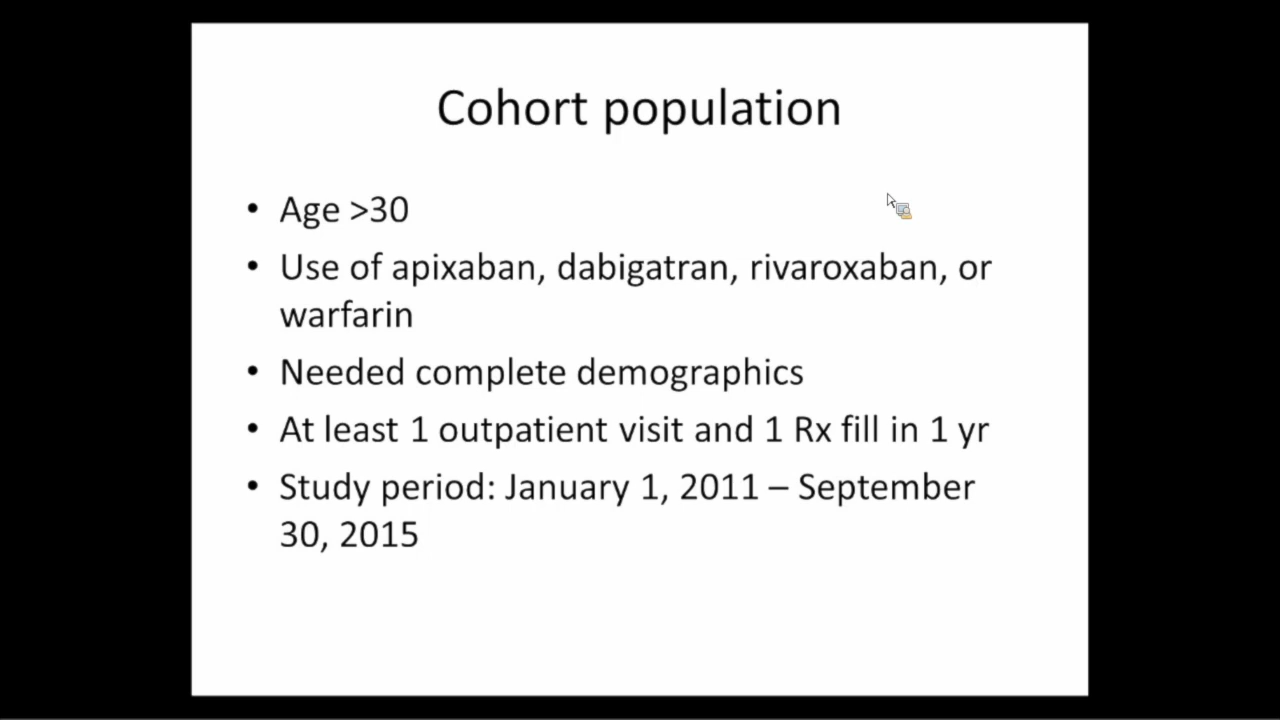 Cohort population
• Age >30
• Use of apixaban, dabigatran, rivaroxaban, or
warfarin
• Needed complete demographics
• At least 1 outpatient visit and 1 Rx fill in 1 yr
• Study period: January 1, 2011 – September
30, 2015